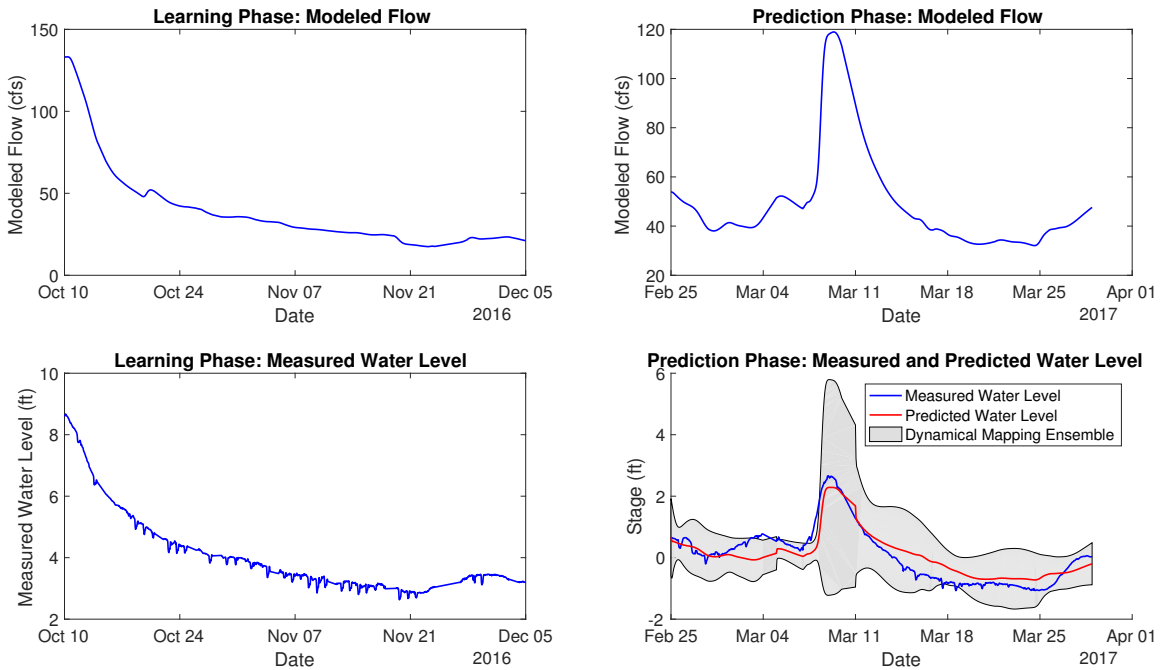 Learning Phase: Modeled Flow
Modeled Flow (cfs)
150
100
50
0
Oct 10 Oct 24 Nov 07 Nov 21 Dec 05
Date
2016
Prediction Phase: Modeled Flow
Modeled Flow (cfs)
120
100
80
60
40
20
Feb 25 Mar 04 Mar 11 Mar 18 Mar 25 Apr 01
Date
2017
Learning Phase: Measured Water Level
Measured Water Level (ft)
10
8
6
4
2
Oct 10 Oct 24 Nov 07 Nov 21 Dec 05
Date
2016
Prediction Phase: Measured and Predicted Water Level
Stage (ft)
6
4
2
0
-2
Measured Water Level
Predicted Water Level
Dynamical Mapping Ensemble
Feb 25 Mar 04 Mar 11 Mar 18 Mar 25 Apr 01
Date
2017